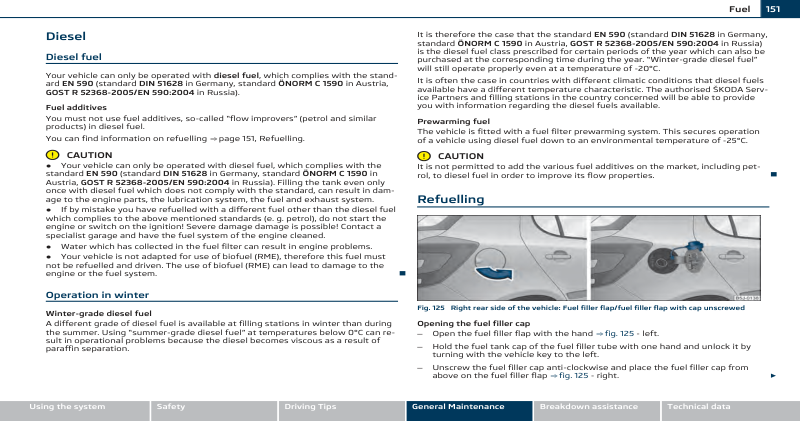 Fuel 151
Diesel
Diesel fuel
Your vehicle can only be operated with diesel fuel, which complies with the stand-
ard EN 590 (standard DIN 51628 in Germany, standard ÖNORM C 1590 in Austria,
GOST R 52368-2005/EN 590:2004 in Russia).
Fuel additives
You must not use fuel additives, so-called "flow improvers" (petrol and similar
products) in diesel fuel.
You can find information on refuelling ⇒ page 151, Refuelling.
CAUTION
● Your vehicle can only be operated with diesel fuel, which complies with the
standard EN 590 (standard DIN 51628 in Germany, standard ÖNORM C 1590 in
Austria, GOST R 52368-2005/EN 590:2004 in Russia). Filling the tank even only
once with diesel fuel which does not comply with the standard, can result in dam-
age to the engine parts, the lubrication system, the fuel and exhaust system.
● If by mistake you have refuelled with a different fuel other than the diesel fuel
which complies to the above mentioned standards (e. g. petrol), do not start the
engine or switch on the ignition! Severe damage damage is possible! Contact a
specialist garage and have the fuel system of the engine cleaned.
● Water which has collected in the fuel filter can result in engine problems.
● Your vehicle is not adapted for use of biofuel (RME), therefore this fuel must
not be refuelled and driven. The use of biofuel (RME) can lead to damage to the
engine or the fuel system.
Operation in winter
Winter-grade diesel fuel
A different grade of diesel fuel is available at filling stations in winter than during
the summer. Using "summer-grade diesel fuel" at temperatures below 0°C can re-
sult in operational problems because the diesel becomes viscous as a result of
paraffin separation.
It is therefore the case that the standard EN 590 (standard DIN 51628 in Germany,
standard ÖNORM C 1590 in Austria, GOST R 52368-2005/EN 590:2004 in Russia)
is the diesel fuel class prescribed for certain periods of the year which can also be
purchased at the corresponding time during the year. "Winter-grade diesel fuel"
will still operate properly even at a temperature of -20°C.
It is often the case in countries with different climatic conditions that diesel fuels
available have a different temperature characteristic. The authorised ŠKODA Serv-
ice Partners and filling stations in the country concerned will be able to provide
you with information regarding the diesel fuels available.
Prewarming fuel
The vehicle is fitted with a fuel filter prewarming system. This secures operation
of a vehicle using diesel fuel down to an environmental temperature of -25°C.
CAUTION
It is not permitted to add the various fuel additives on the market, including pet-
rol, to diesel fuel in order to improve its flow properties.
Refuelling
Fig. 125 Right rear side of the vehicle: Fuel filler flap/fuel filler flap with cap unscrewed
Opening the fuel filler cap
– Open the fuel filler flap with the hand ⇒ fig. 125 - left.
– Hold the fuel tank cap of the fuel filler tube with one hand and unlock it by
turning with the vehicle key to the left.
– Unscrew the fuel filler cap anti-clockwise and place the fuel filler cap from
above on the fuel filler flap ⇒ fig. 125 - right.
Using the system Safety Driving Tips General Maintenance Breakdown assistance Technical data